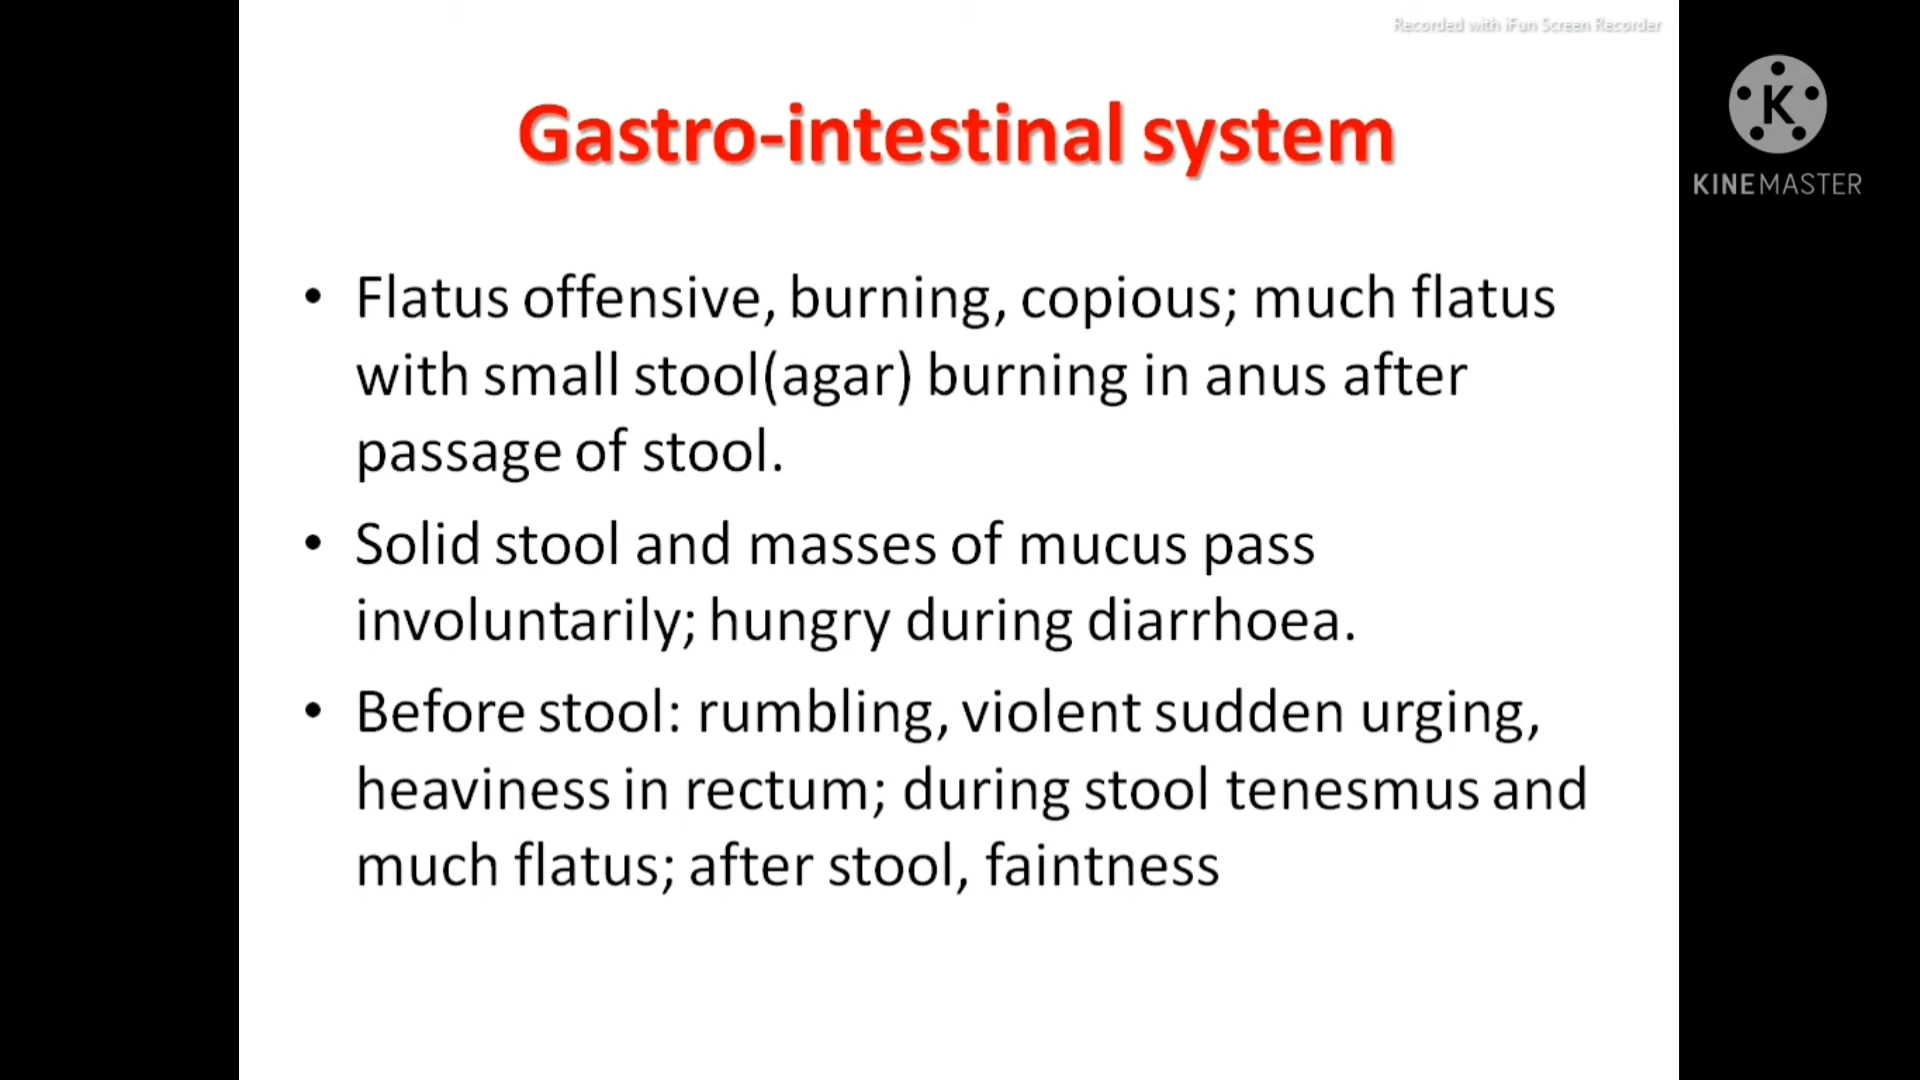 Recorded with iFun Screen Recorder
Gastro-intestinal system
K
KINEMASTER
• Flatus offensive, burning, copious; much flatus
with small stool(agar) burning in anus after
passage of stool.
• Solid stool and masses of mucus pass
involuntarily; hungry during diarrhoea.
• Before stool: rumbling, violent sudden urging,
heaviness in rectum; during stool tenesmus and
much flatus; after stool, faintness